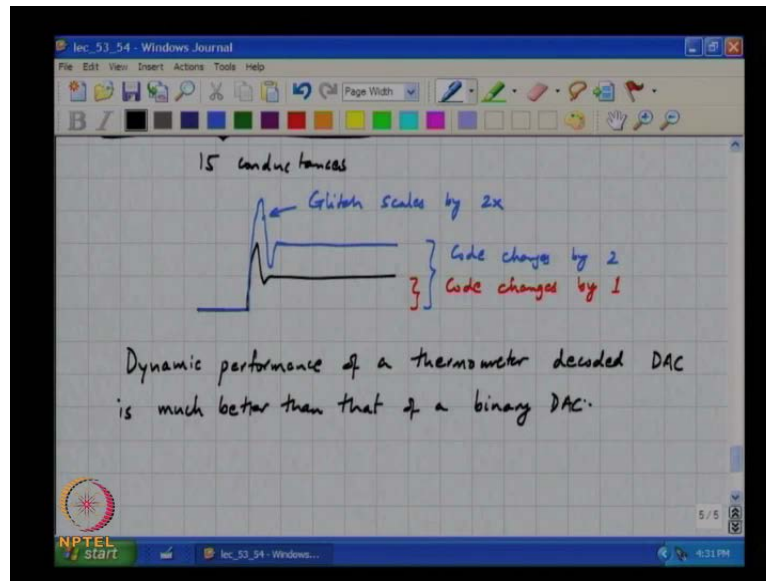 lec_53_54 - Windows Journal
File Edit View Insert Actions Tools Help
Page Width
B I
15 conductances
Glitch scales by 2x
Code changes by 2
Code changes by 1
Dynamic performance of a thermometer decoded DAC
is much better than that of a binary DAC.
5/5
NPTEL
start lec_53_54 - Windows... 4:31 PM